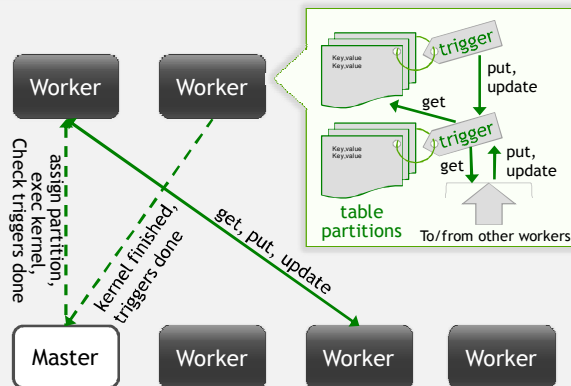 Worker
Worker
Key,value
Key,value
trigger
put,
update
get
Key,value
Key,value
trigger
get
put,
update
table
partitions
To/from other workers
assign partition,
exec kernel,
Check triggers done
kernel finished,
triggers done
get, put, update
Master
Worker
Worker
Worker